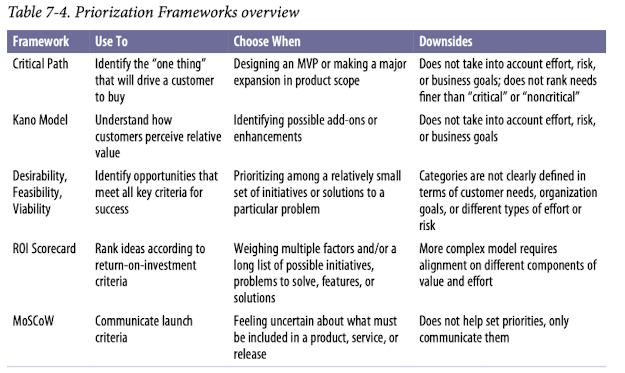 Table 7-4. Priorization Frameworks overview
Framework Use To Choose When Downsides
Critical Path Identify the “one thing” Designing an MVP or making a major Does not take into account effort, risk,
that will drive a customer expansion in product scope or business goals; does not rank needs
to buy finer than “critical” or “noncritical”
Kano Model Understand how Identifying possible add-ons or Does not take into account effort, risk,
customers perceive relative enhancements or business goals
value
Desirability, Identify opportunities that Prioritizing among a relatively small Categories are not clearly defined in
Feasibility, meet all key criteria for set of initiatives or solutions to a terms of customer needs, organization
Viability success particular problem goals, or different types of effort or
risk
ROI Scorecard Rank ideas according to Weighing multiple factors and/or a More complex model requires
return-on-investment long list of possible initiatives, alignment on different components of
criteria problems to solve, features, or value and effort
solutions
MoSCoW Communicate launch Feeling uncertain about what must Does not help set priorities, only
criteria be included in a product, service, or communicate them
release